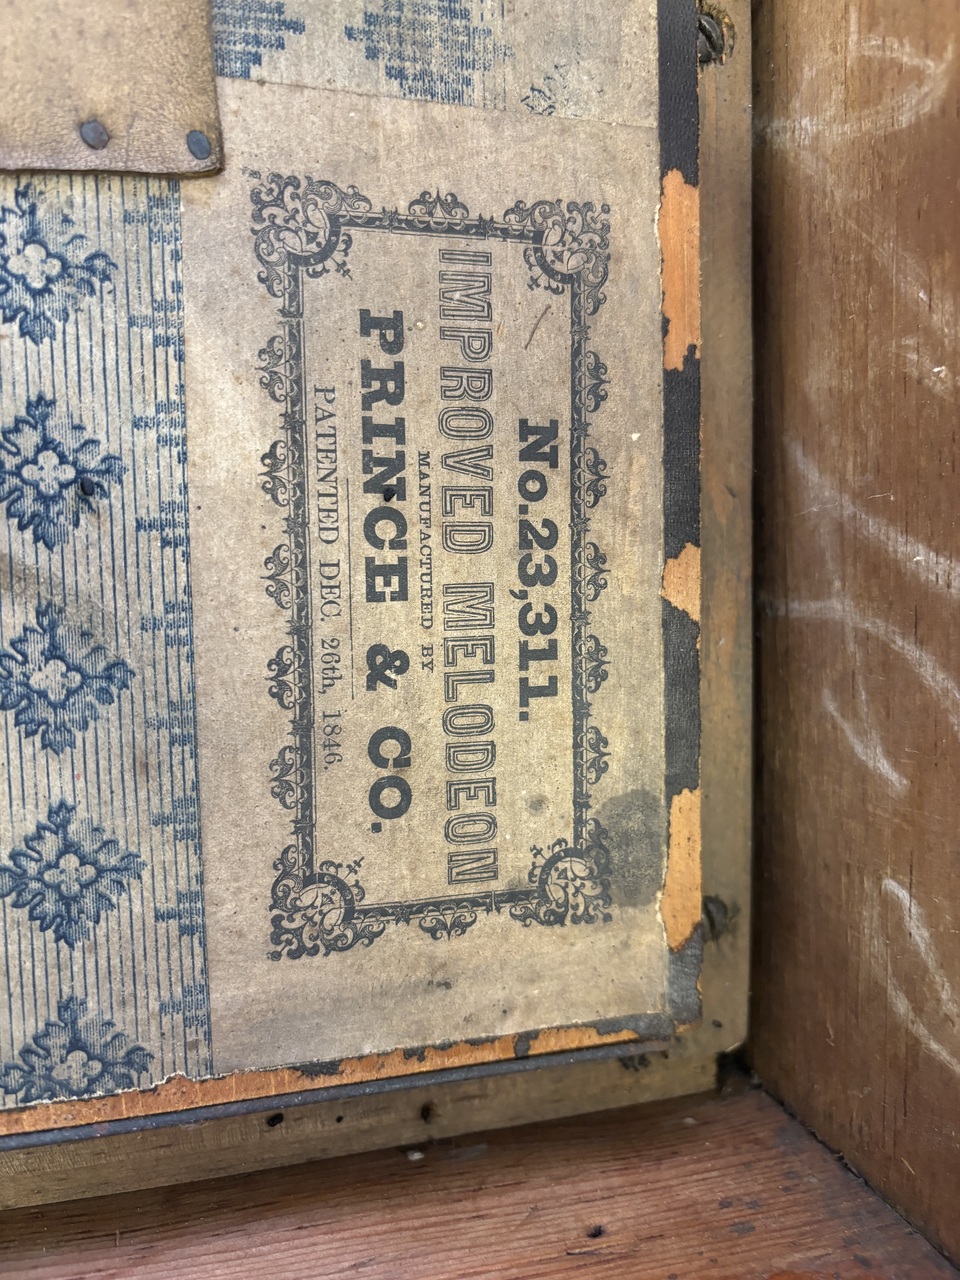 No. 23,311.
IMPROVED MELODEON
MANUFACTURED BY
PRINCE & CO.
PATENTED DEC. 26th, 1846.